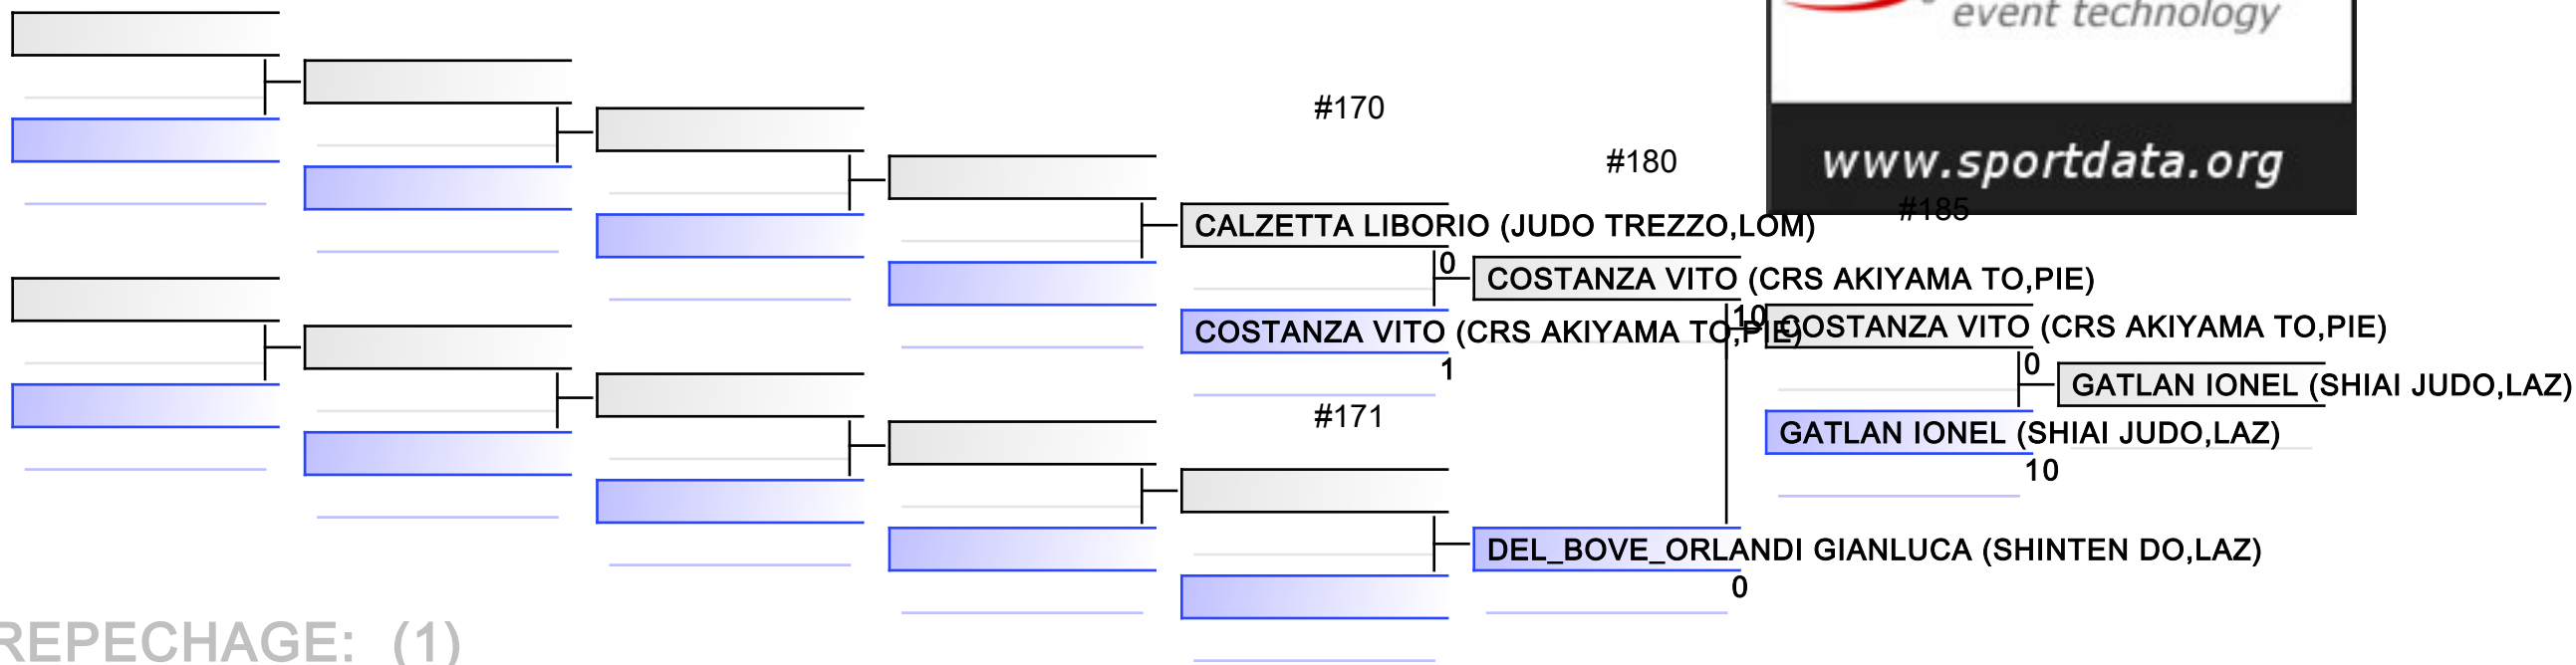 event technology
#170
#180
www.sportdata.org
#185
CALZETTA LIBORIO (JUDO TREZZO,LOM)
0
COSTANZA VITO (CRS AKIYAMA TO,PIE)
10
COSTANZA VITO (CRS AKIYAMA TO,PIE)
COSTANZA VITO (CRS AKIYAMA TO,PIE)
1
0
GATLAN IONEL (SHIAI JUDO,LAZ)
#171
GATLAN IONEL (SHIAI JUDO,LAZ)
10
DEL_BOVE_ORLANDI GIANLUCA (SHINTEN DO,LAZ)
0
REPECHAGE: (1)